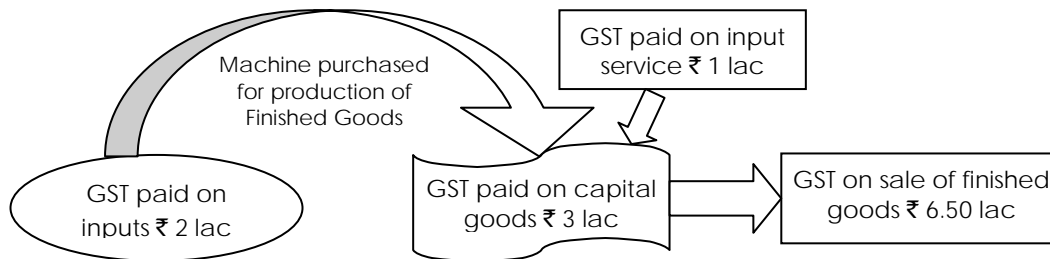 Machine purchased
for production of
Finished Goods
GST paid on input
service ₹ 1 lac
GST paid on
inputs ₹ 2 lac
GST paid on capital
goods ₹ 3 lac
GST on sale of finished
goods ₹ 6.50 lac